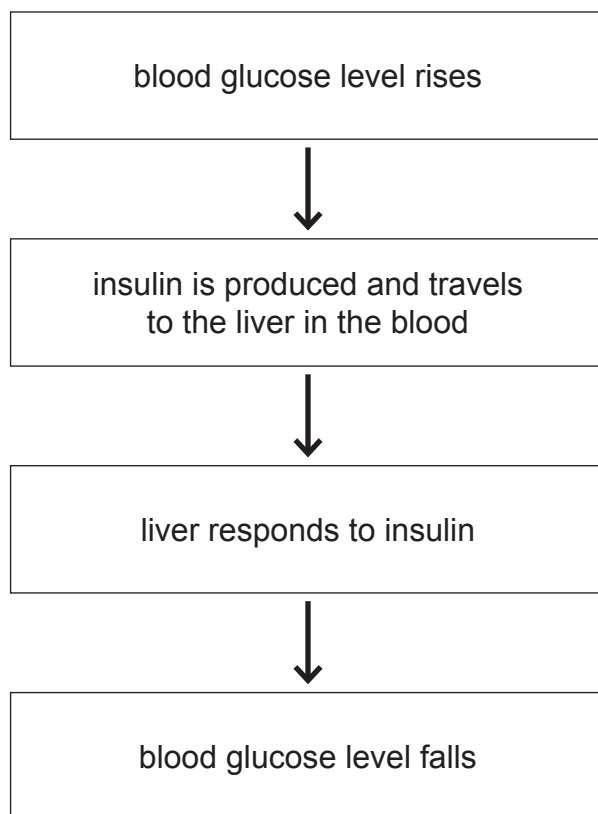 blood glucose level rises
insulin is produced and travels
to the liver in the blood
liver responds to insulin
blood glucose level falls